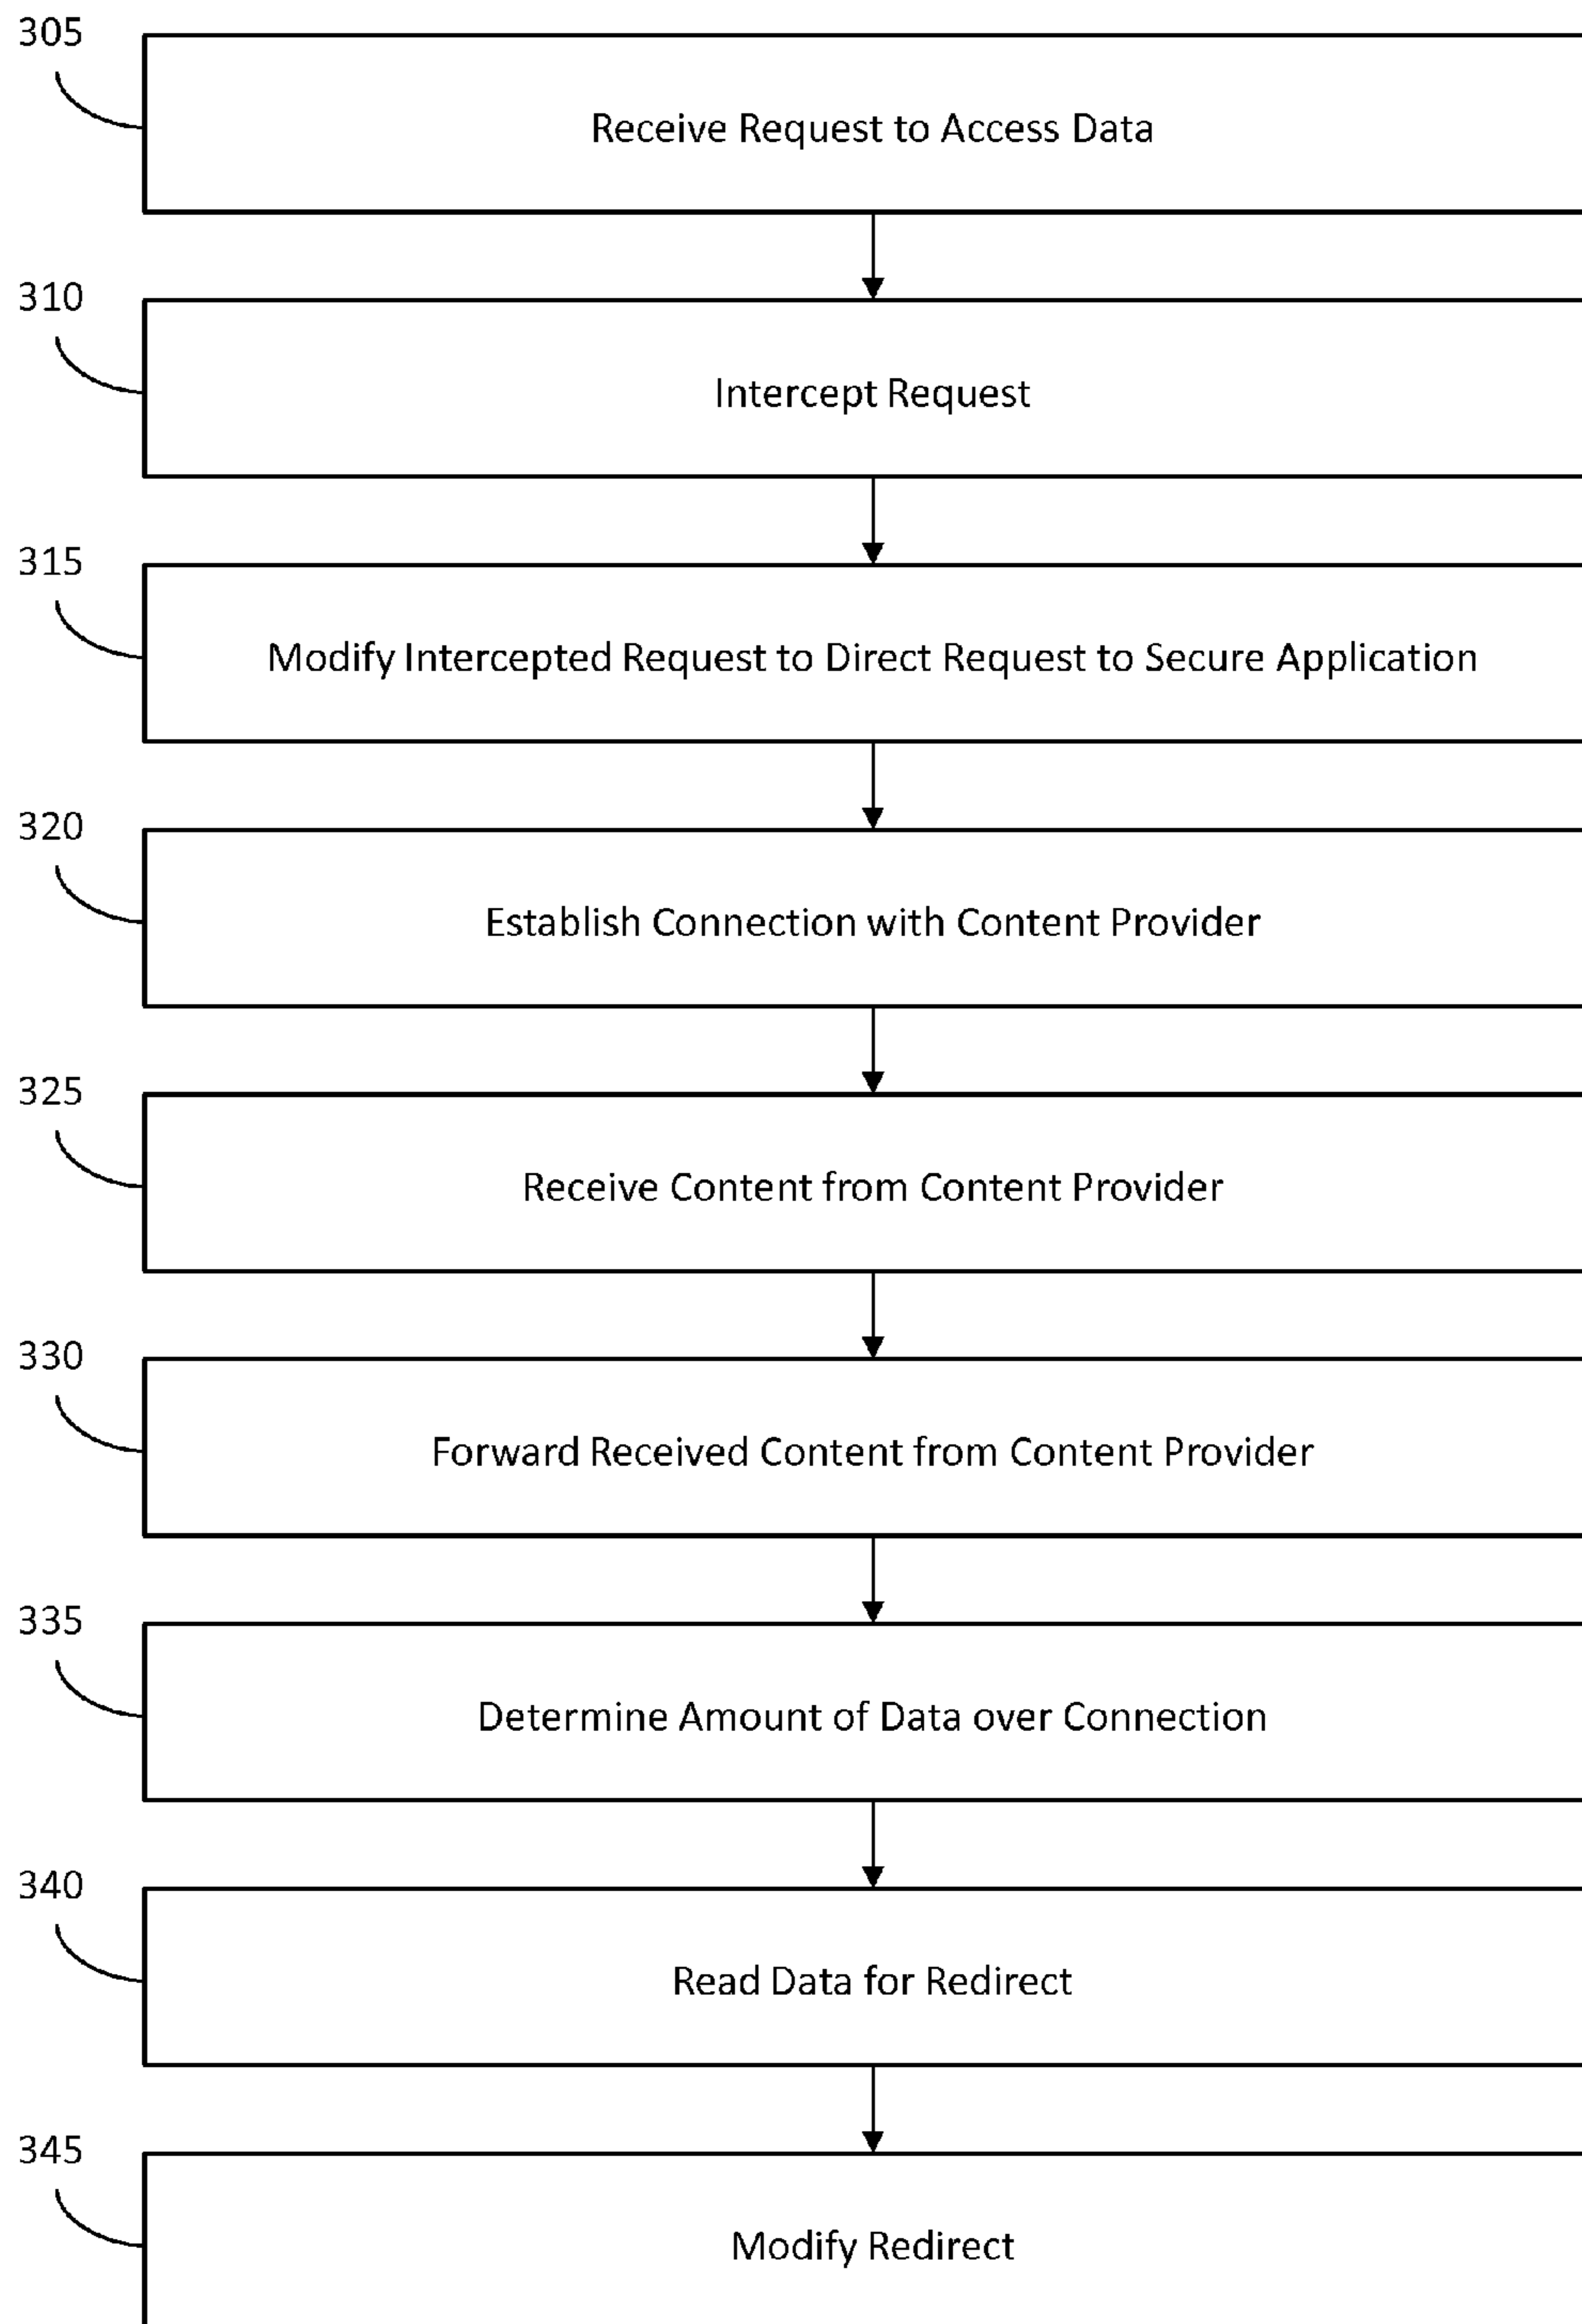 305
Receive Request to Access Data
310
Intercept Request
315
Modify Intercepted Request to Direct Request to Secure Application
320
Establish Connection with Content Provider
325
Receive Content from Content Provider
330
Forward Received Content from Content Provider
335
Determine Amount of Data over Connection
340
Read Data for Redirect
345
Modify Redirect